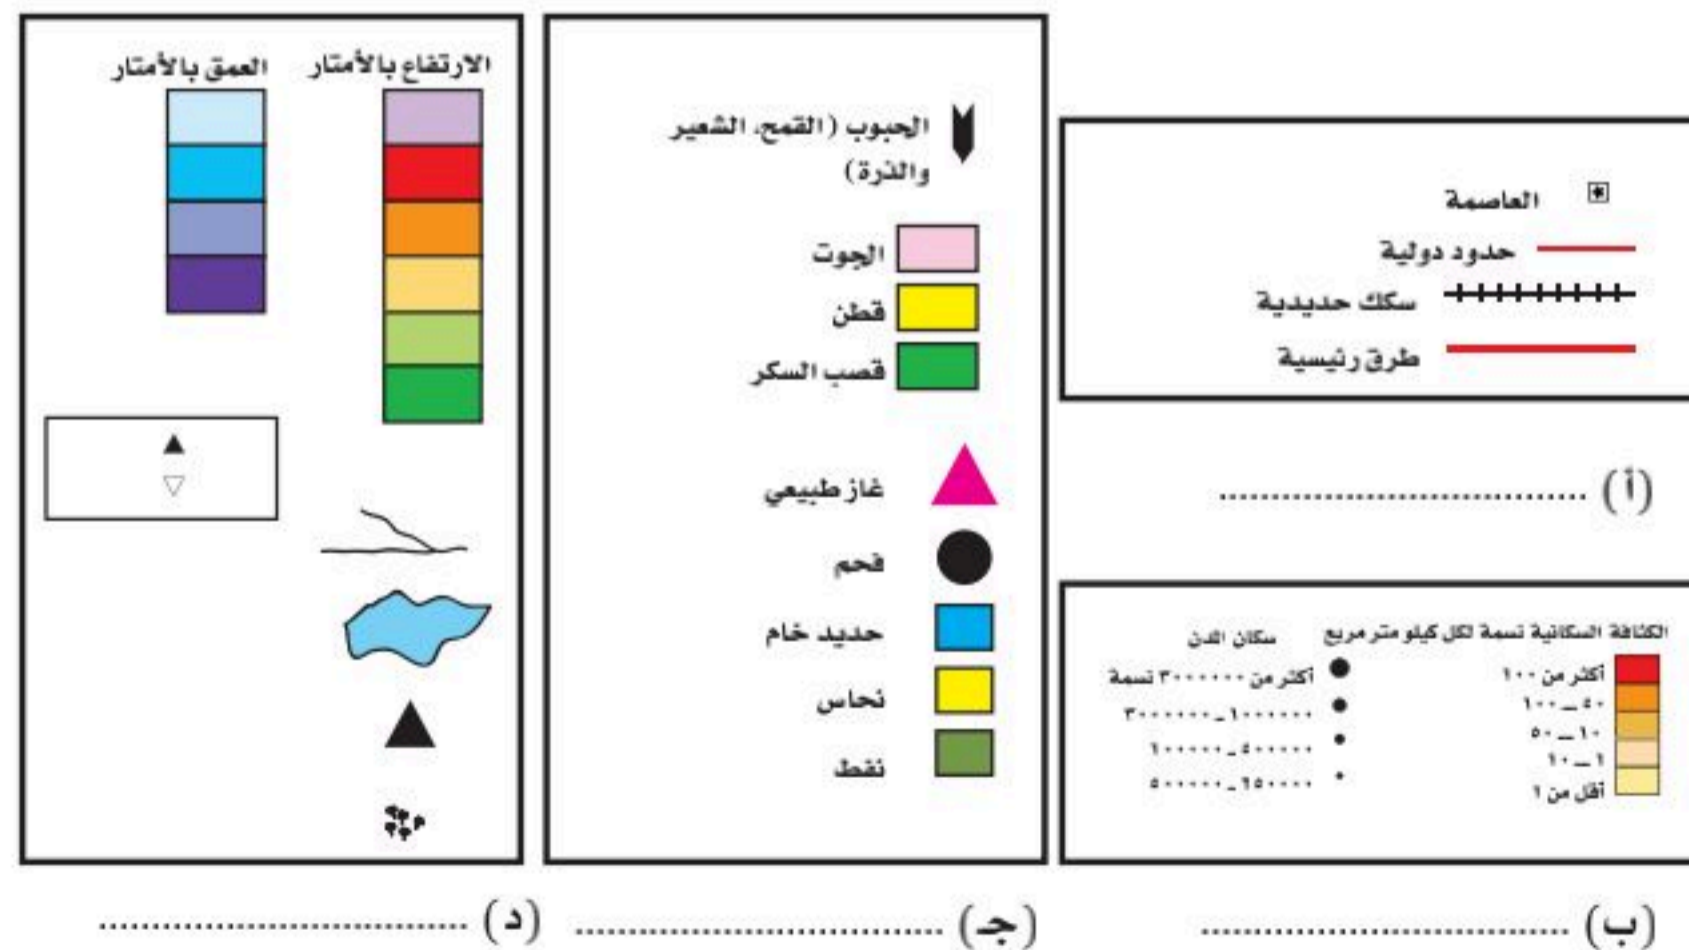 العاصمة
حدود دولية
سكك حديدية
طرق رئيسية
(أ) ....................................
الكثافة السكانية نسمة لكل كيلو متر مربع
أكثر من ١٠٠
٥٠ – ١٠٠
١٠ – ٥٠
١ – ١٠
أقل من ١
سكان المدن
أكثر من ٣٠٠٠٠٠٠ نسمة
١٠٠٠٠٠٠ – ٣٠٠٠٠٠٠
٢٥٠٠٠٠ – ٥٠٠٠٠٠
(ب) ....................................
الحبوب (القمح، الشعير
والذرة)
الجوت
قطن
قصب السكر
غاز طبيعي
فحم
حديد خام
نحاس
نفط
(جـ) ....................................
الارتفاع بالأمتار
العمق بالأمتار
(د) ....................................